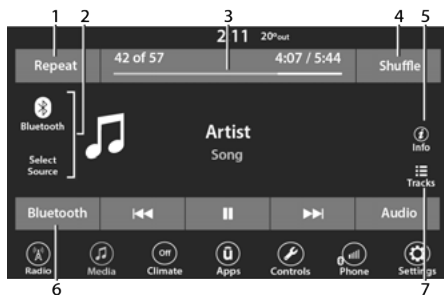 1 2 3 4 5
2 11 20°out
Repeat 42 of 57 4:07 / 5:44 Shuffle
Bluetooth
Artist
Info
Song
Select
Source
Tracks
Bluetooth Audio
Radio Media Off Climate ū Apps Controls 0 Phone Settings
6 7